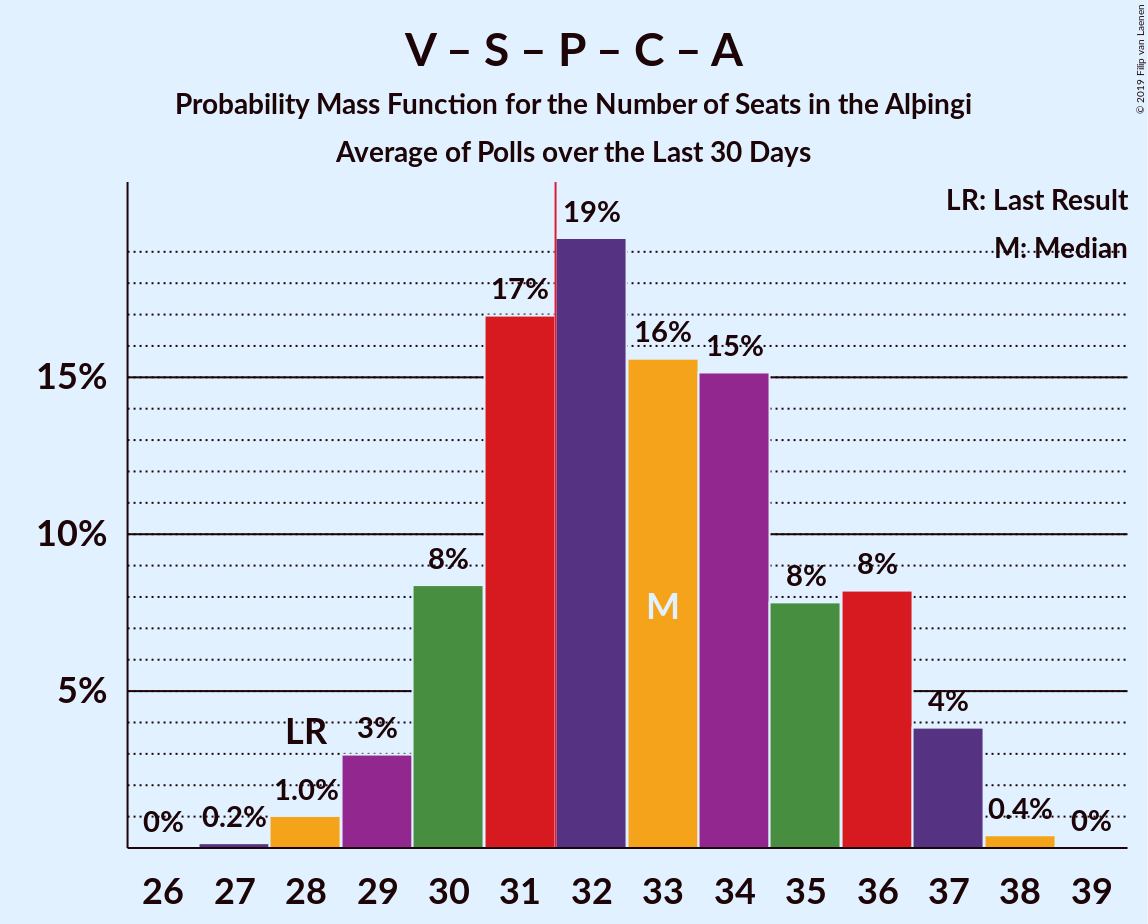 V – S – P – C – A
Probability Mass Function for the Number of Seats in the Alþingi
Average of Polls over the Last 30 Days
© 2019 Filip van Laenen
LR: Last Result
M: Median
19%
17%
16%
15%
15%
10%
8%
8%
8%
M
5%
4%
LR
3%
1.0%
0%
0.2%
0.4%
0%
26 27 28 29 30 31 32 33 34 35 36 37 38 39